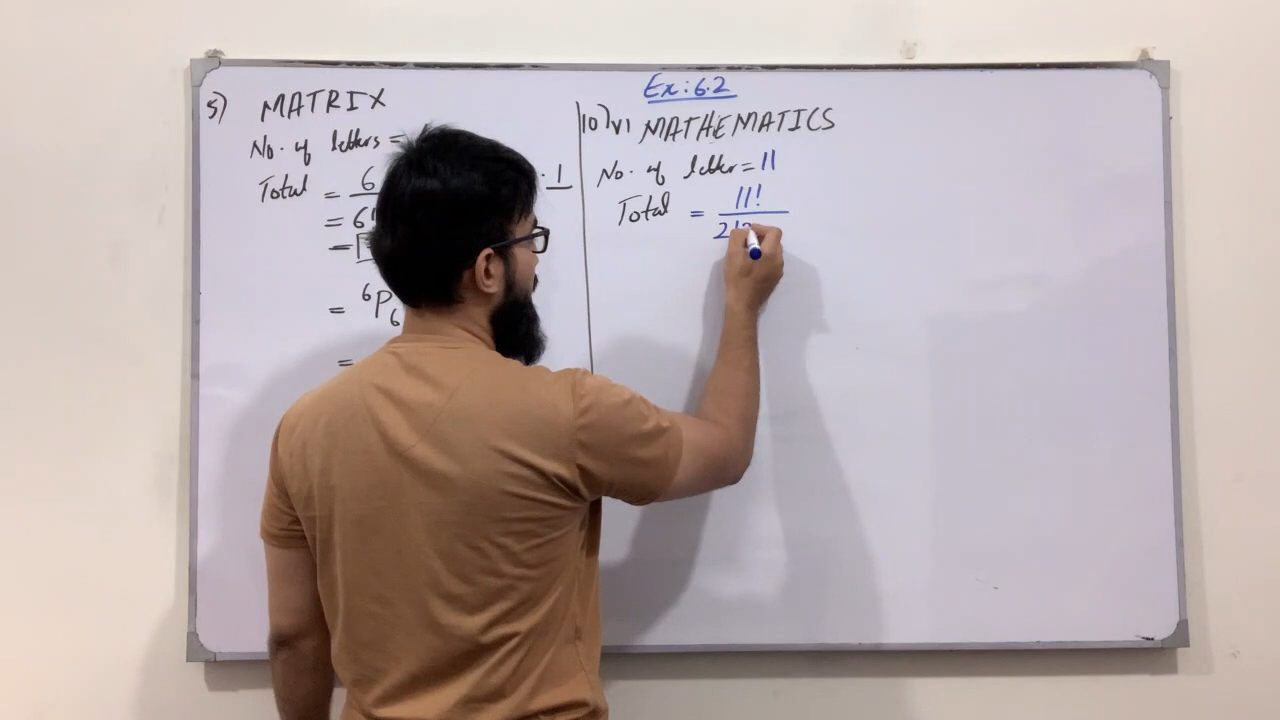 Ex: 6.2
5) MATRIX
No. of letters =
Total = 6
. 1
= 6!
=
= ⁶P₆
=
10) vi MATHEMATICS
No. of letter = 11
Total = 11!
2!2